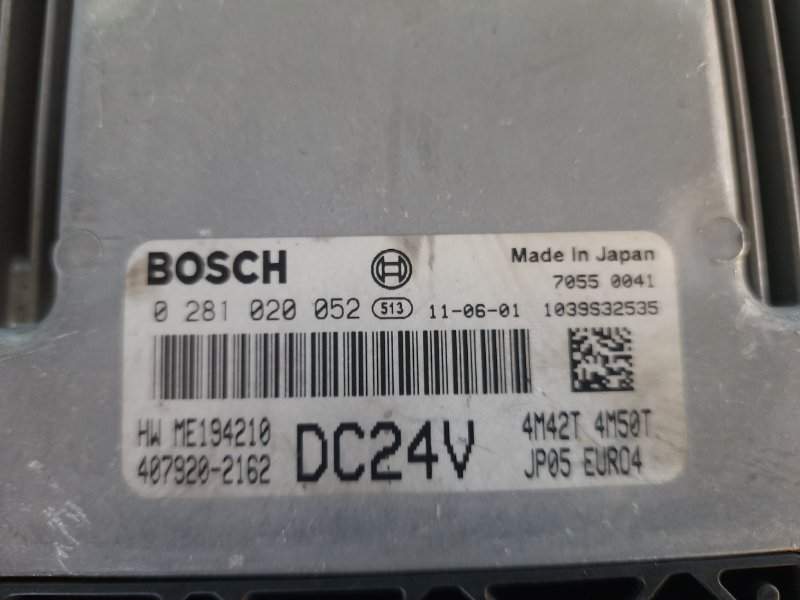 BOSCH
Made in Japan
7055 0041
0 281 020 052 513 11-06-01 1039S32535
HW ME194210
DC24V
4M42T 4M50T
407920-2162
JP05 EURO4